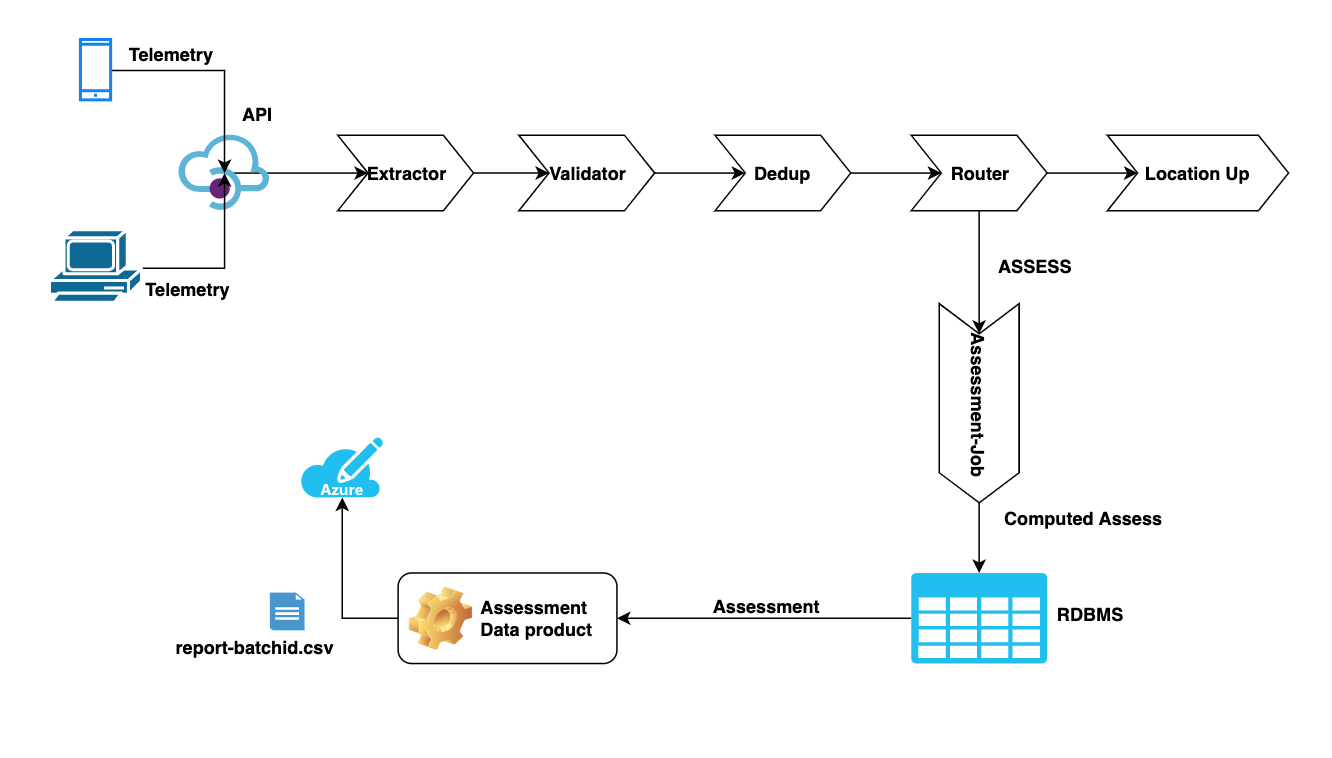 Telemetry
API
Extractor
Validator
Dedup
Router
Location Up
Telemetry
ASSESS
Assessment-Job
Azure
Computed Assess
Assessment
Data product
Assessment
RDBMS
report-batchid.csv